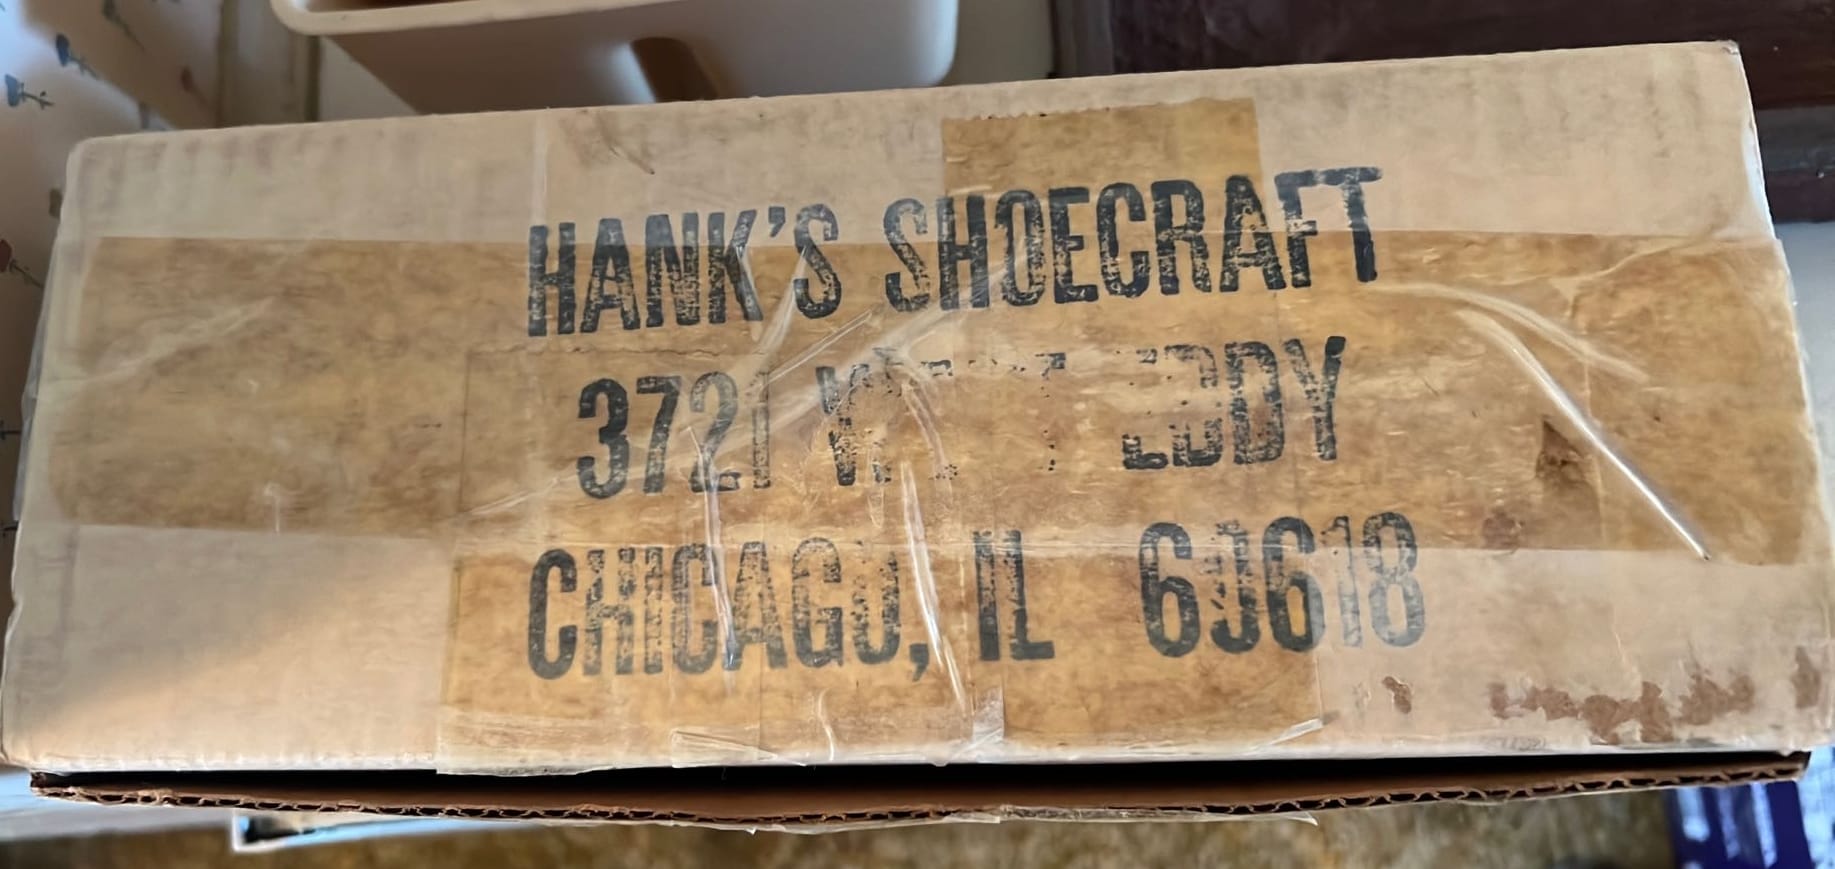 HANK'S SHOECRAFT
3721 EDDY
CHICAGO, IL 60618